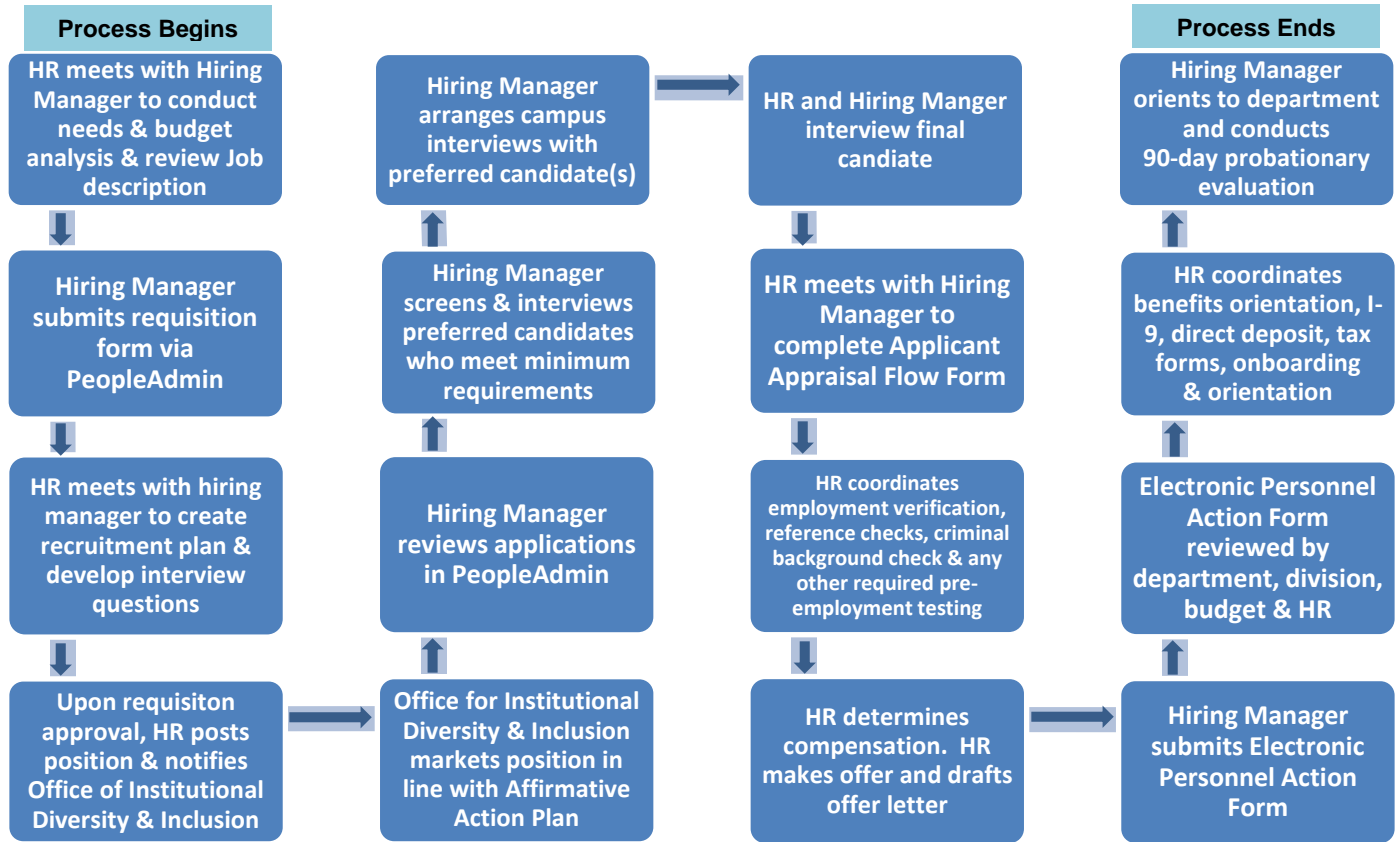 Process Begins
HR meets with Hiring
Manager to conduct
needs & budget
analysis & review Job
description
Hiring Manager
submits requisition
form via
PeopleAdmin
HR meets with hiring
manager to create
recruitment plan &
develop interview
questions
Upon requisiton
approval, HR posts
position & notifies
Office of Institutional
Diversity & Inclusion
Office for Institutional
Diversity & Inclusion
markets position in
line with Affirmative
Action Plan
Hiring Manager
reviews applications
in PeopleAdmin
Hiring Manager
screens & interviews
preferred candidates
who meet minimum
requirements
Hiring Manager
arranges campus
interviews with
preferred candidate(s)
HR and Hiring Manger
interview final
candiate
HR meets with Hiring
Manager to
complete Applicant
Appraisal Flow Form
HR coordinates
employment verification,
reference checks, criminal
background check & any
other required pre-
employment testing
HR determines
compensation.  HR
makes offer and drafts
offer letter
Hiring Manager
submits Electronic
Personnel Action
Form
Electronic Personnel
Action Form
reviewed by
department, division,
budget & HR
HR coordinates
benefits orientation, I-
9, direct deposit, tax
forms, onboarding
& orientation
Process Ends
Hiring Manager
orients to department
and conducts
90-day probationary
evaluation